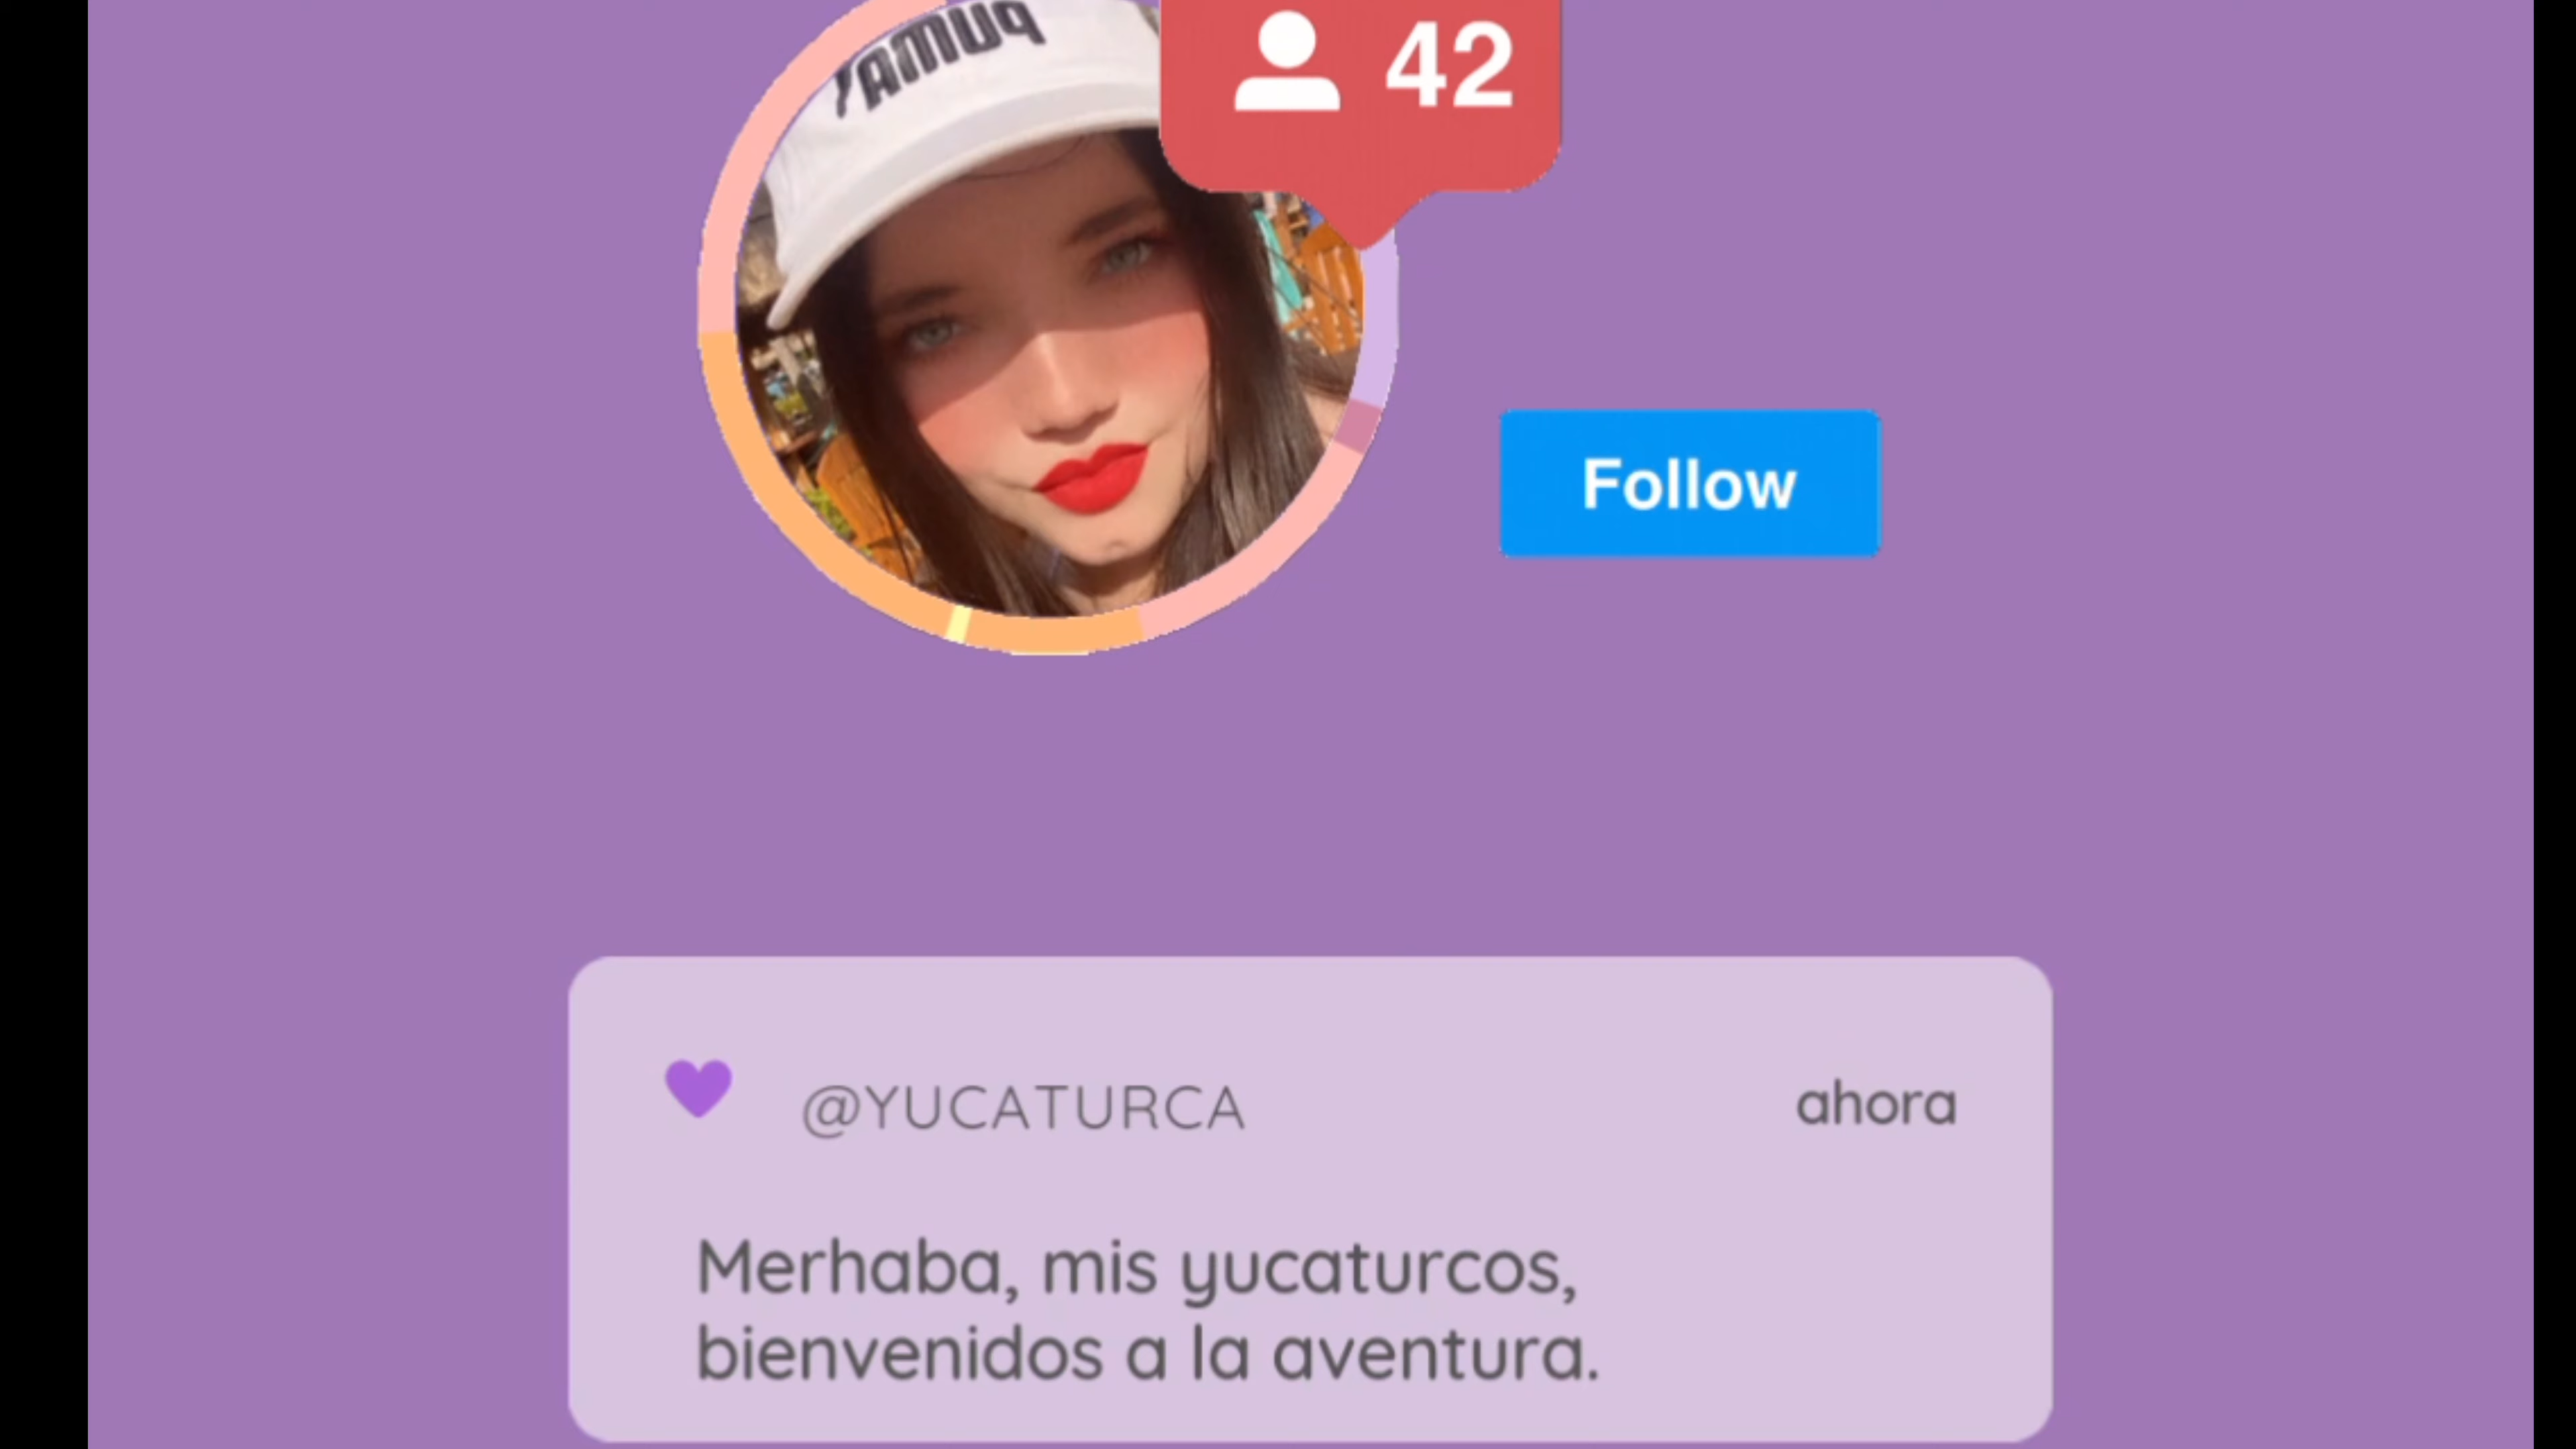 PUMA
42
Follow
@YUCATURCA
ahora
Merhaba, mis yucaturcos,
bienvenidos a la aventura.